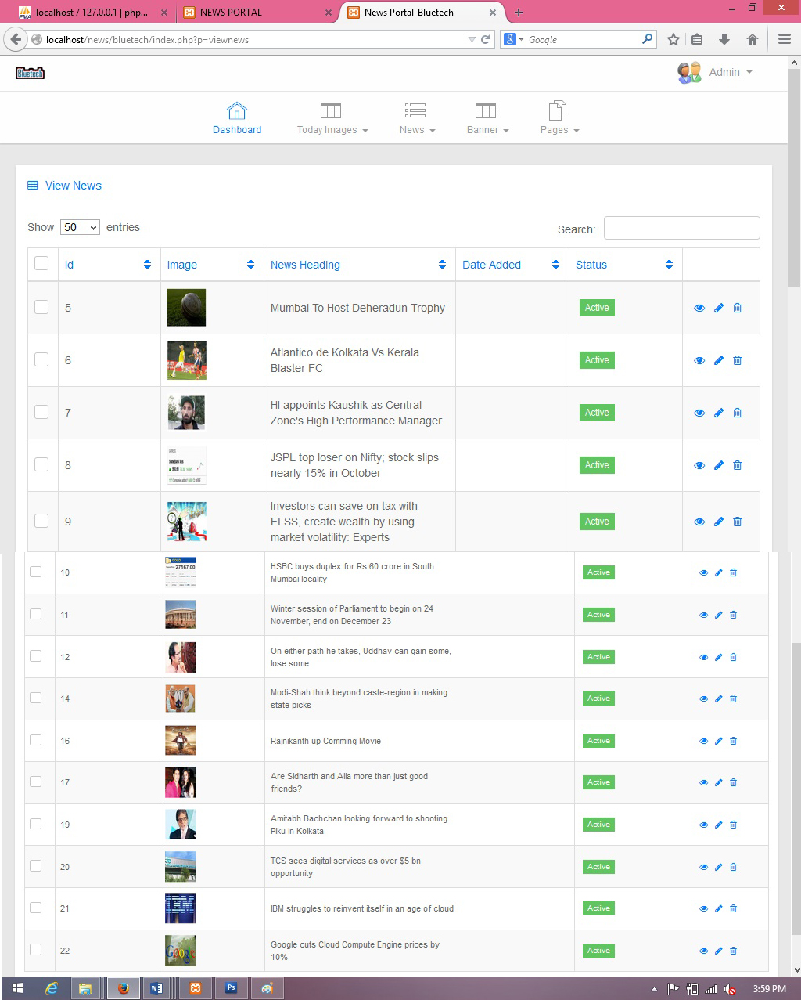 localhost / 127.0.0.1 | php...
NEWS PORTAL
News Portal-Bluetech
localhost/news/bluetech/index.php?p=viewnews
Google
Bluetech
Admin
Dashboard
Today Images
News
Banner
Pages
View News
Show 50 entries
Search:
Id
Image
News Heading
Date Added
Status
5
Mumbai To Host Deheradun Trophy
Active
6
Atlantico de Kolkata Vs Kerala
Blaster FC
Active
7
HI appoints Kaushik as Central
Zone's High Performance Manager
Active
8
JSPL top loser on Nifty; stock slips
nearly 15% in October
Active
9
Investors can save on tax with
ELSS, create wealth by using
market volatility: Experts
Active
10
GOLD
27167.00
HSBC buys duplex for Rs 60 crore in South
Mumbai locality
Active
11
Winter session of Parliament to begin on 24
November, end on December 23
Active
12
On either path he takes, Uddhav can gain some,
lose some
Active
14
Modi-Shah think beyond caste-region in making
state picks
Active
16
Rajnikanth up Comming Movie
Active
17
Are Sidharth and Alia more than just good
friends?
Active
19
Amitabh Bachchan looking forward to shooting
Piku in Kolkata
Active
20
TCS sees digital services as over $5 bn
opportunity
Active
21
IBM
IBM struggles to reinvent itself in an age of cloud
Active
22
Google
Google cuts Cloud Compute Engine prices by
10%
Active
3:59 PM